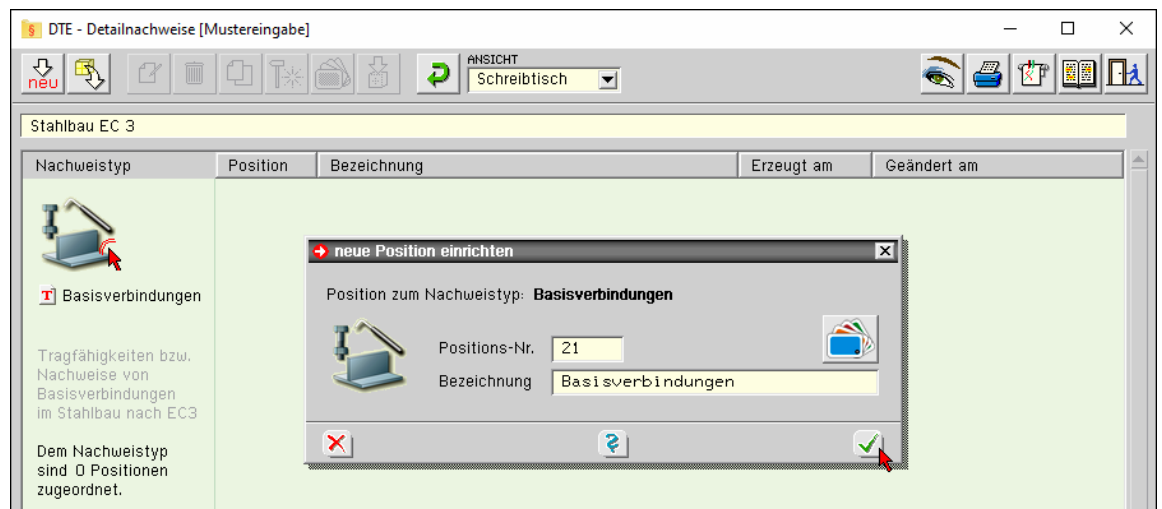 § DTE - Detailnachweise [Mustereingabe]
neu
ANSICHT
Schreibtisch
Stahlbau EC 3
Nachweistyp Position Bezeichnung Erzeugt am Geändert am
neue Position einrichten
Position zum Nachweistyp: Basisverbindungen
T Basisverbindungen
Positions-Nr. 21
Bezeichnung Basisverbindungen
Tragfähigkeiten bzw.
Nachweise von
Basisverbindungen
im Stahlbau nach EC3
Dem Nachweistyp
sind 0 Positionen
zugeordnet.